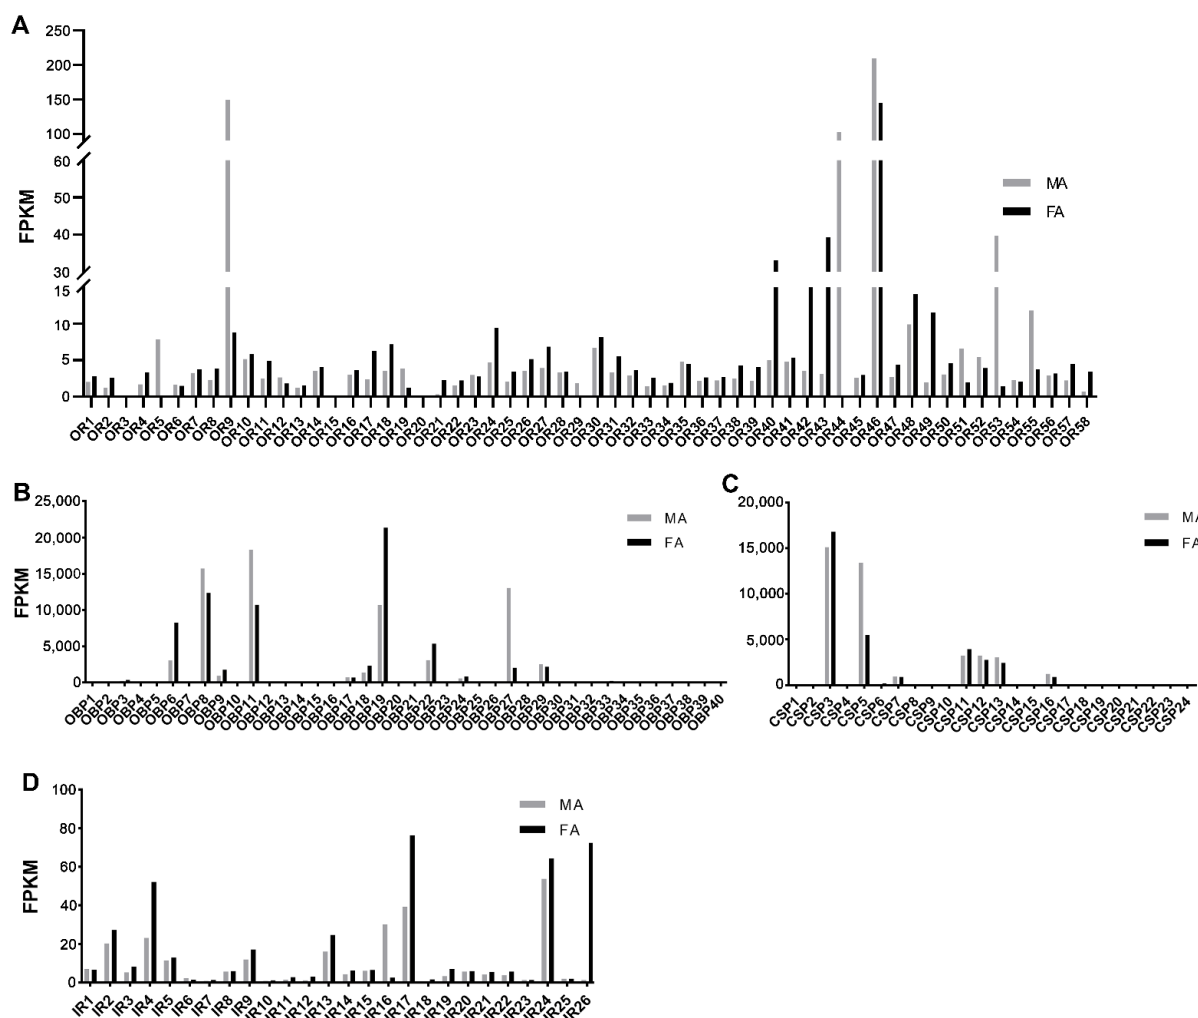 A
250
200
150
100
60
50
40
30
15
10
5
0
FPKM
MA
FA
OR1 OR2 OR3 OR4 OR5 OR6 OR7 OR8 OR9 OR10 OR11 OR12 OR13 OR14 OR15 OR16 OR17 OR18 OR19 OR20 OR21 OR22 OR23 OR24 OR25 OR26 OR27 OR28 OR29 OR30 OR31 OR32 OR33 OR34 OR35 OR36 OR37 OR38 OR39 OR40 OR41 OR42 OR43 OR44 OR45 OR46 OR47 OR48 OR49 OR50 OR51 OR52 OR53 OR54 OR55 OR56 OR57 OR58
B
25,000
20,000
15,000
10,000
5,000
0
FPKM
MA
FA
OBP1 OBP2 OBP3 OBP4 OBP5 OBP6 OBP7 OBP8 OBP9 OBP10 OBP11 OBP12 OBP13 OBP14 OBP15 OBP16 OBP17 OBP18 OBP19 OBP20 OBP21 OBP22 OBP23 OBP24 OBP25 OBP26 OBP27 OBP28 OBP29 OBP30 OBP31 OBP32 OBP33 OBP34 OBP35 OBP36 OBP37 OBP38 OBP39 OBP40
C
20,000
15,000
10,000
5,000
0
MA
FA
CSP1 CSP2 CSP3 CSP4 CSP5 CSP6 CSP7 CSP8 CSP9 CSP10 CSP11 CSP12 CSP13 CSP14 CSP15 CSP16 CSP17 CSP18 CSP19 CSP20 CSP21 CSP22 CSP23 CSP24
D
100
80
60
40
20
0
FPKM
MA
FA
IR1 IR2 IR3 IR4 IR5 IR6 IR7 IR8 IR9 IR10 IR11 IR12 IR13 IR14 IR15 IR16 IR17 IR18 IR19 IR20 IR21 IR22 IR23 IR24 IR25 IR26